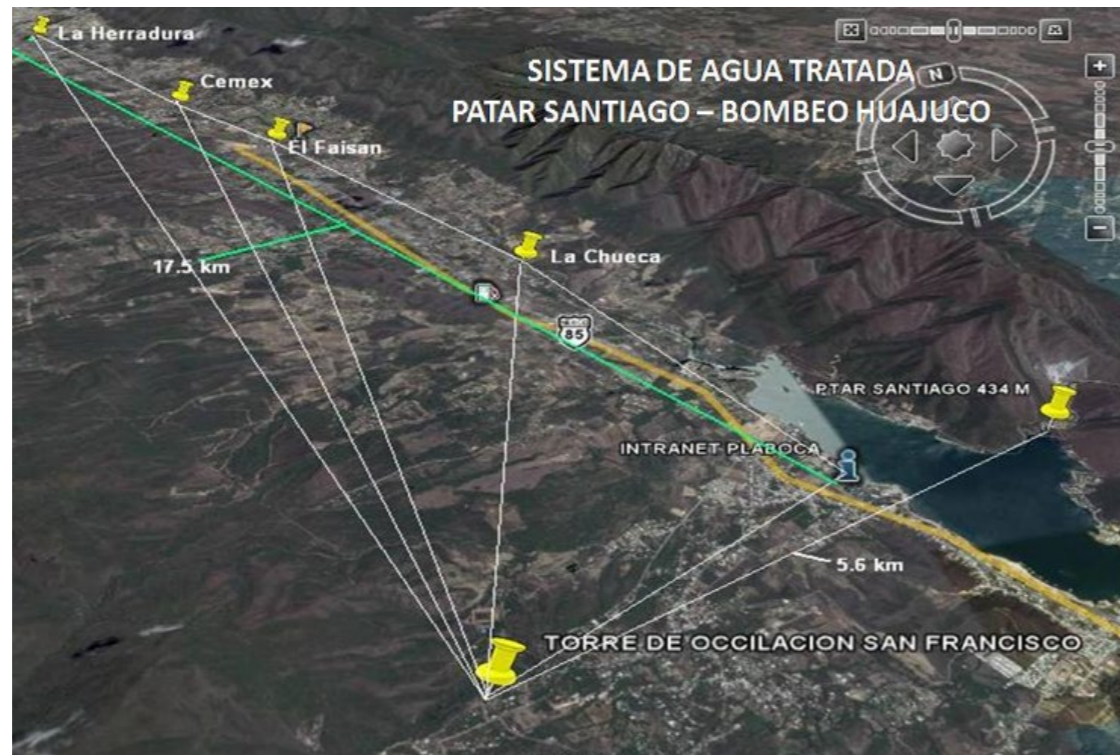 La Herradura
Cemex
SISTEMA DE AGUA TRATADA
PATAR SANTIAGO – BOMBEO HUAJUCO
N
El Faisan
La Chueca
17.5 km
85
PTAR SANTIAGO 434 M
INTRANET PLABOCA
5.6 km
TORRE DE OCCILACION SAN FRANCISCO